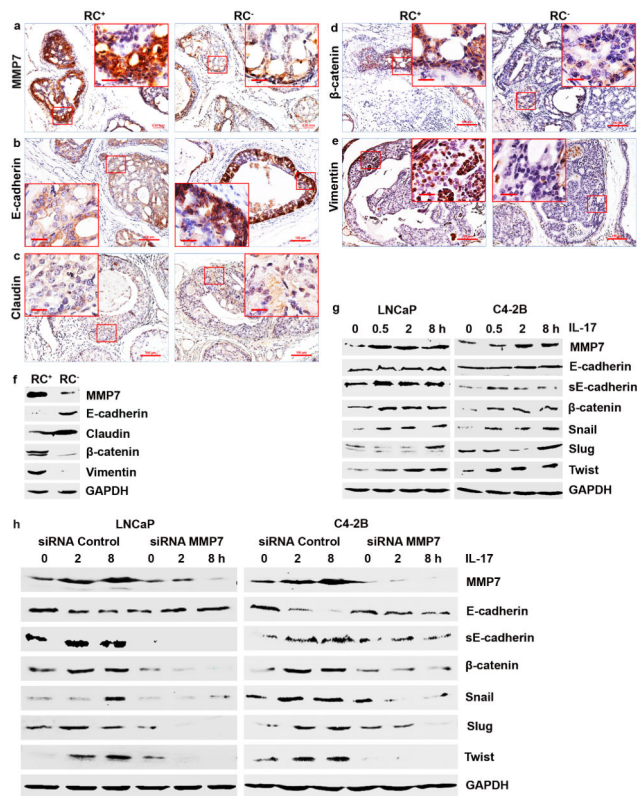 RC⁺ RC⁻ RC⁺ RC⁻
a MMP7
d β-catenin
b E-cadherin
e Vimentin
c Claudin
f
RC⁺ RC⁻
MMP7
E-cadherin
Claudin
β-catenin
Vimentin
GAPDH
g LNCaP C4-2B
0 0.5 2 8 h 0 0.5 2 8 h IL-17
MMP7
E-cadherin
sE-cadherin
β-catenin
Snail
Slug
Twist
GAPDH
h LNCaP C4-2B
siRNA Control siRNA MMP7 siRNA Control siRNA MMP7
0 2 8 0 2 8 h 0 2 8 0 2 8 h IL-17
MMP7
E-cadherin
sE-cadherin
β-catenin
Snail
Slug
Twist
GAPDH